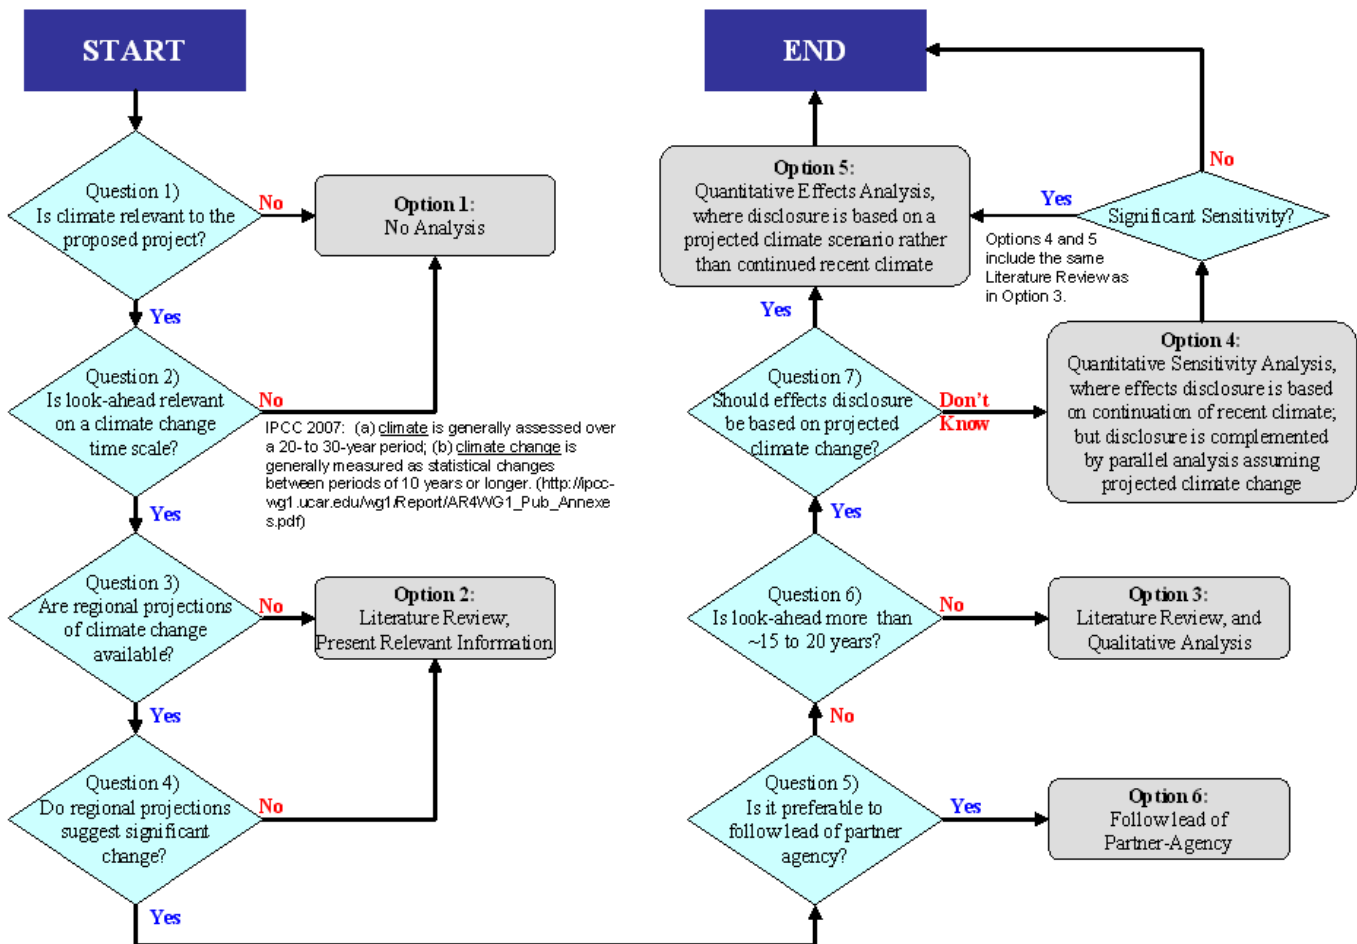 START
Question 1)
Is climate relevant to the
proposed project?
No
Option 1:
No Analysis
Yes
Question 2)
Is look-ahead relevant
on a climate change
time scale?
No
IPCC 2007: (a) climate is generally assessed over
a 20- to 30-year period; (b) climate change is
generally measured as statistical changes
between periods of 10 years or longer. (http://ipcc-
wg1.ucar.edu/wg1/Report/AR4WG1_Pub_Annexe
s.pdf)
Yes
Question 3)
Are regional projections
of climate change
available?
No
Option 2:
Literature Review,
Present Relevant Information
Yes
Question 4)
Do regional projections
suggest significant
change?
No
Yes
END
Option 5:
Quantitative Effects Analysis,
where disclosure is based on a
projected climate scenario rather
than continued recent climate
No
Yes
Significant Sensitivity?
Options 4 and 5
include the same
Literature Review as
in Option 3.
Yes
Option 4:
Quantitative Sensitivity Analysis,
where effects disclosure is based
on continuation of recent climate;
but disclosure is complemented
by parallel analysis assuming
projected climate change
Question 7)
Should effects disclosure
be based on projected
climate change?
Don't
Know
Yes
Question 6)
Is look-ahead more than
~15 to 20 years?
No
Option 3:
Literature Review, and
Qualitative Analysis
No
Question 5)
Is it preferable to
follow lead of partner
agency?
Yes
Option 6:
Follow lead of
Partner-Agency